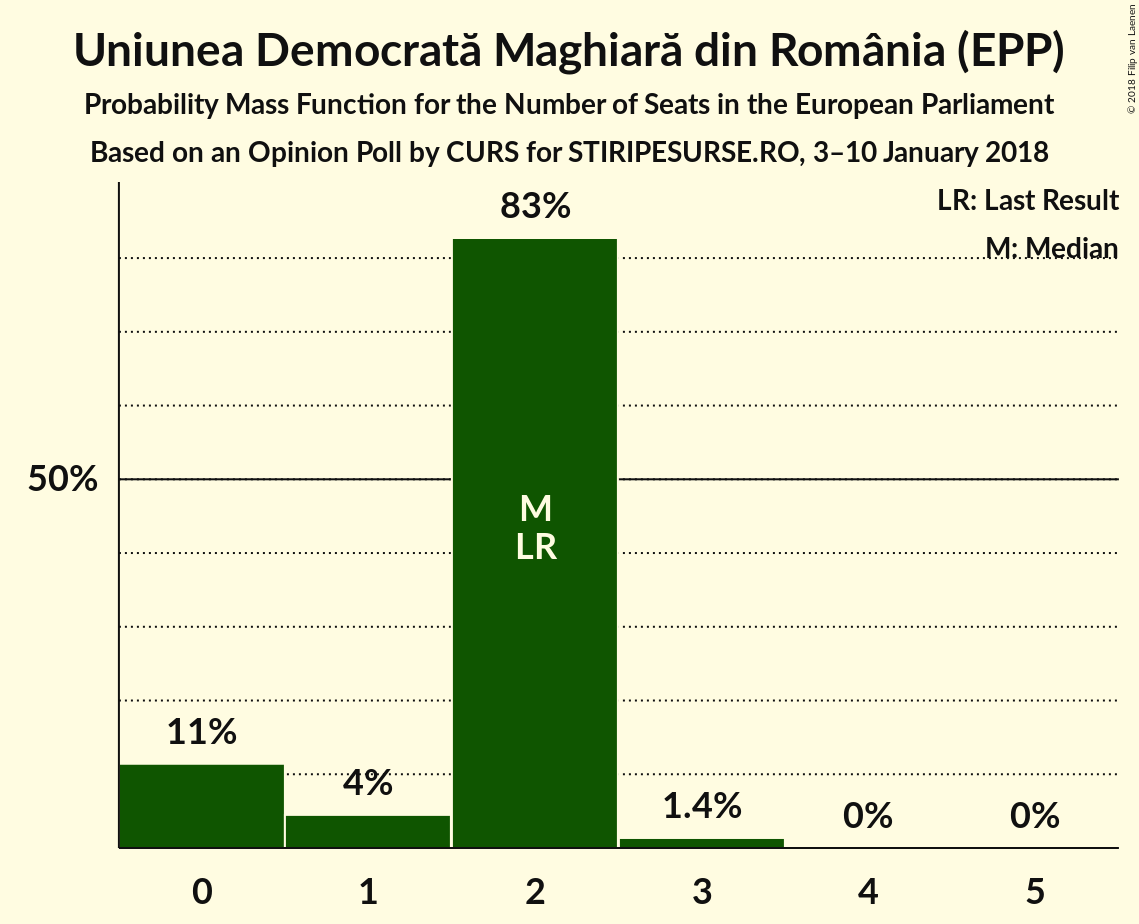 Uniunea Democrată Maghiară din România (EPP)
Probability Mass Function for the Number of Seats in the European Parliament
Based on an Opinion Poll by CURS for STIRIPESURSE.RO, 3–10 January 2018
© 2018 Filip van Laenen
LR: Last Result
M: Median
83%
50%
M
LR
11%
4%
1.4%
0%
0%
0
1
2
3
4
5